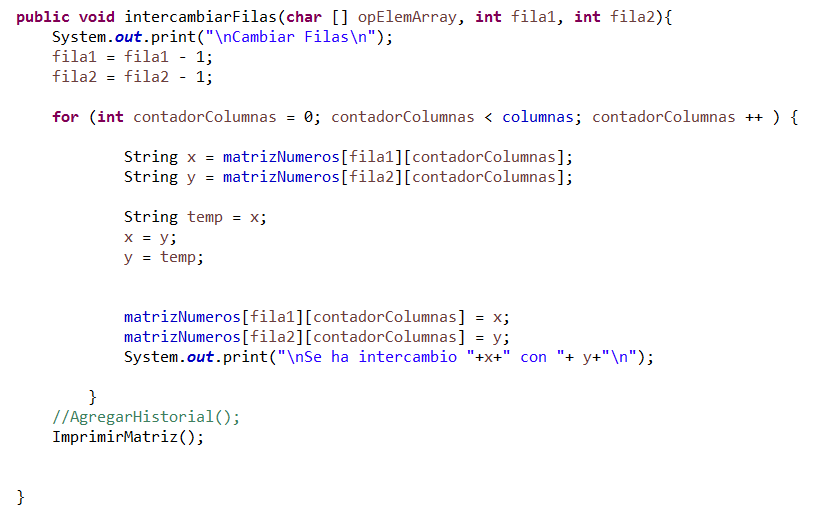 public void intercambiarFilas(char [] opElemArray, int fila1, int fila2){
System.out.print("\nCambiar Filas\n");
fila1 = fila1 - 1;
fila2 = fila2 - 1;
for (int contadorColumnas = 0; contadorColumnas < columnas; contadorColumnas ++ ) {
String x = matrizNumeros[fila1][contadorColumnas];
String y = matrizNumeros[fila2][contadorColumnas];
String temp = x;
x = y;
y = temp;
matrizNumeros[fila1][contadorColumnas] = x;
matrizNumeros[fila2][contadorColumnas] = y;
System.out.print("\nSe ha intercambio "+x+" con "+ y+"\n");
}
//AgregarHistorial();
ImprimirMatriz();
}